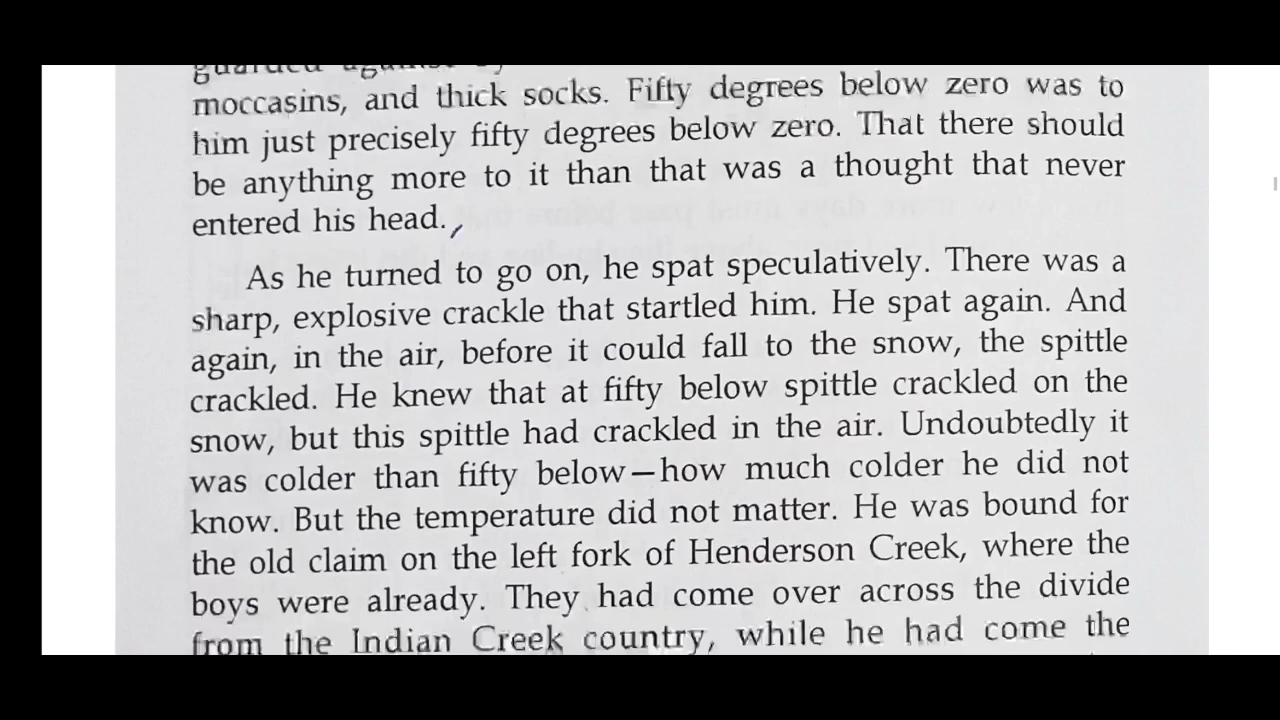 guarded against by
moccasins, and thick socks. Fifty degrees below zero was to
him just precisely fifty degrees below zero. That there should
be anything more to it than that was a thought that never
entered his head.
As he turned to go on, he spat speculatively. There was a
sharp, explosive crackle that startled him. He spat again. And
again, in the air, before it could fall to the snow, the spittle
crackled. He knew that at fifty below spittle crackled on the
snow, but this spittle had crackled in the air. Undoubtedly it
was colder than fifty below—how much colder he did not
know. But the temperature did not matter. He was bound for
the old claim on the left fork of Henderson Creek, where the
boys were already. They had come over across the divide
from the Indian Creek country, while he had come the